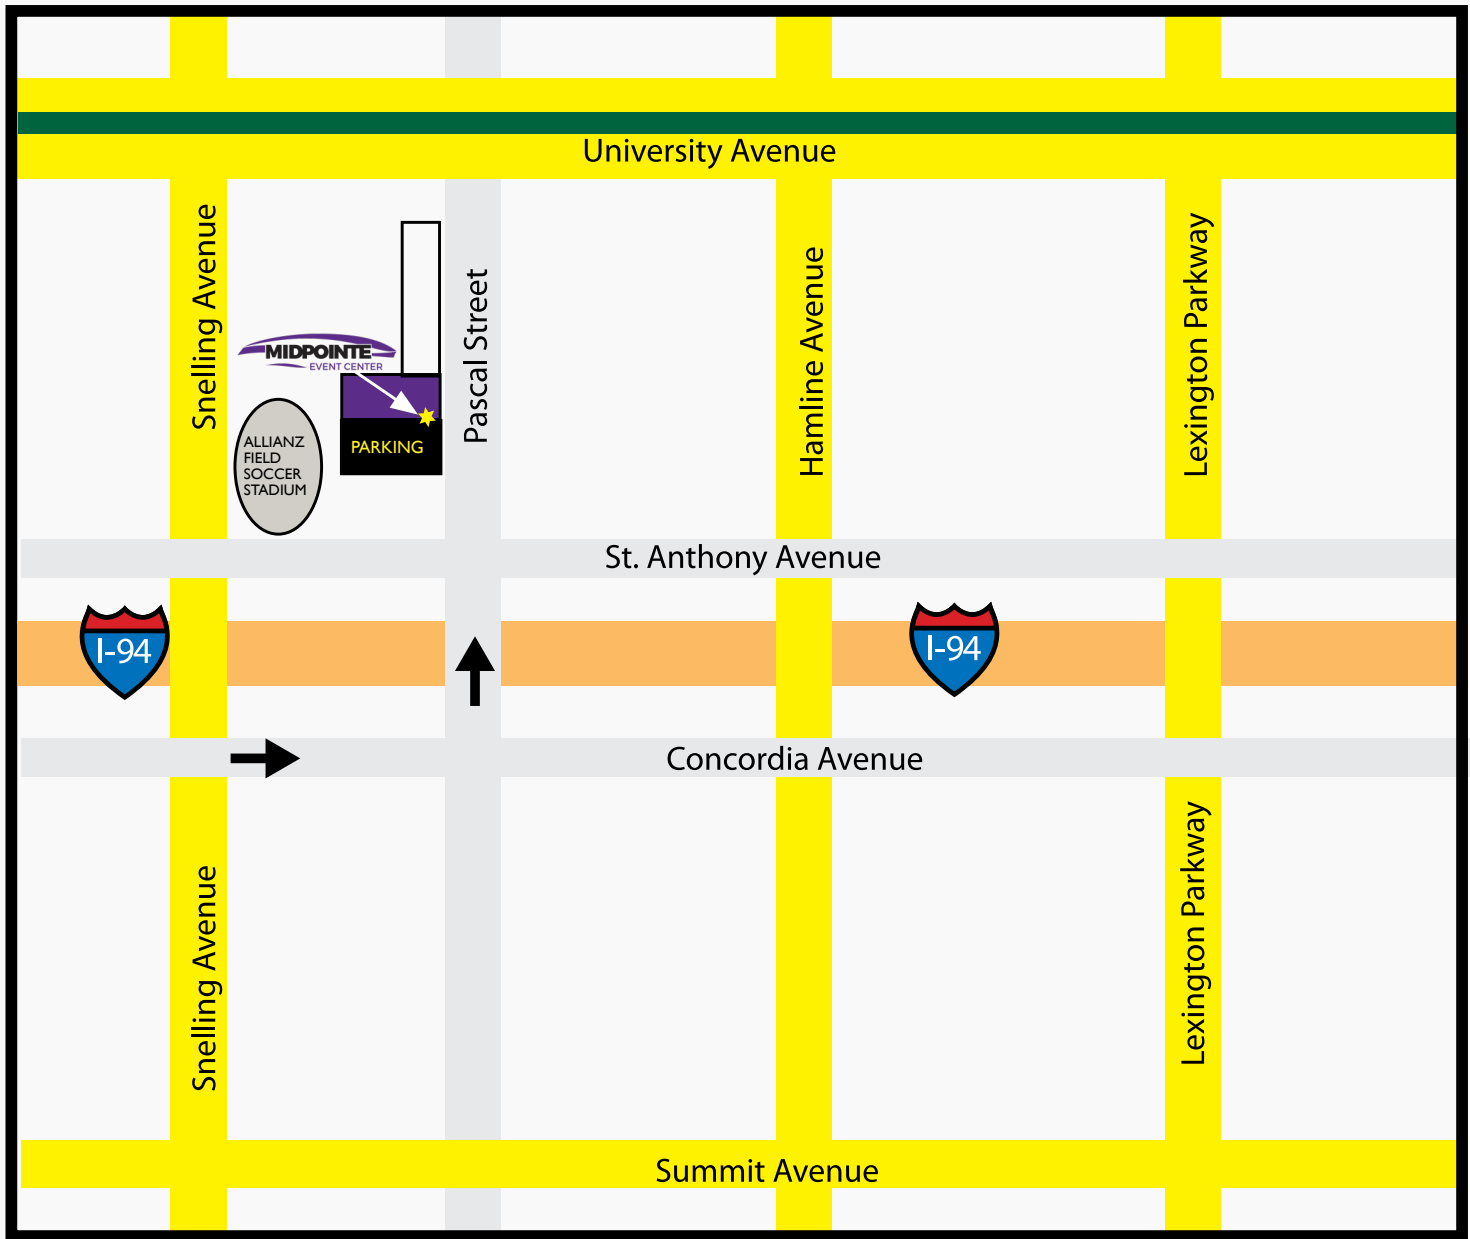 University Avenue
Snelling Avenue
Pascal Street
Hamline Avenue
Lexington Parkway
MIDPOINTE
EVENT CENTER
ALLIANZ
FIELD
SOCCER
STADIUM
PARKING
St. Anthony Avenue
I-94
I-94
Concordia Avenue
Snelling Avenue
Lexington Parkway
Summit Avenue